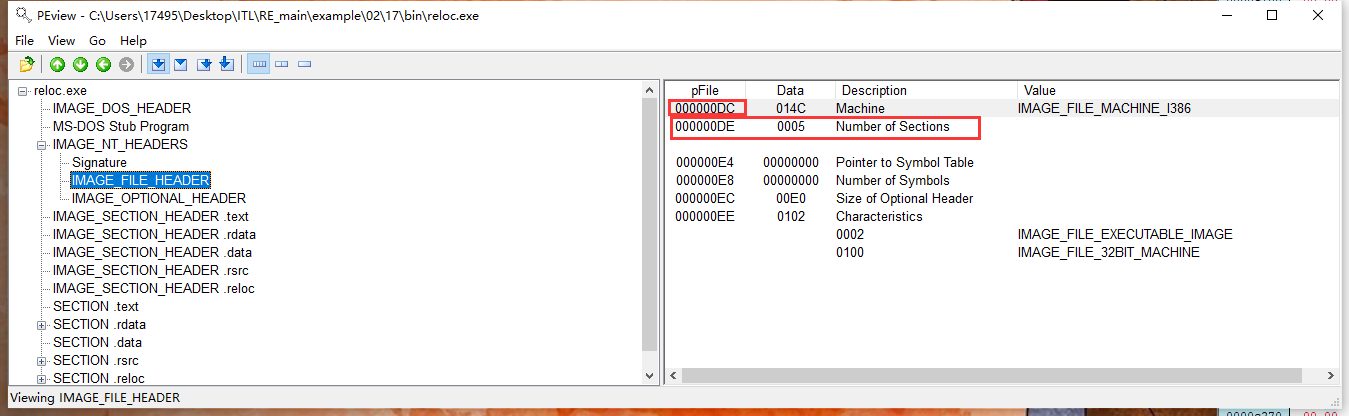 PEview - C:\Users\17495\Desktop\ITL\RE_main\example\02\17\bin\reloc.exe
File View Go Help
reloc.exe
IMAGE_DOS_HEADER
MS-DOS Stub Program
IMAGE_NT_HEADERS
Signature
IMAGE_FILE_HEADER
IMAGE_OPTIONAL_HEADER
IMAGE_SECTION_HEADER .text
IMAGE_SECTION_HEADER .rdata
IMAGE_SECTION_HEADER .data
IMAGE_SECTION_HEADER .rsrc
IMAGE_SECTION_HEADER .reloc
SECTION .text
SECTION .rdata
SECTION .data
SECTION .rsrc
SECTION .reloc
pFile Data Description Value
000000DC 014C Machine IMAGE_FILE_MACHINE_I386
000000DE 0005 Number of Sections
000000E4 00000000 Pointer to Symbol Table
000000E8 00000000 Number of Symbols
000000EC 00E0 Size of Optional Header
000000EE 0102 Characteristics
0002 IMAGE_FILE_EXECUTABLE_IMAGE
0100 IMAGE_FILE_32BIT_MACHINE
Viewing IMAGE_FILE_HEADER